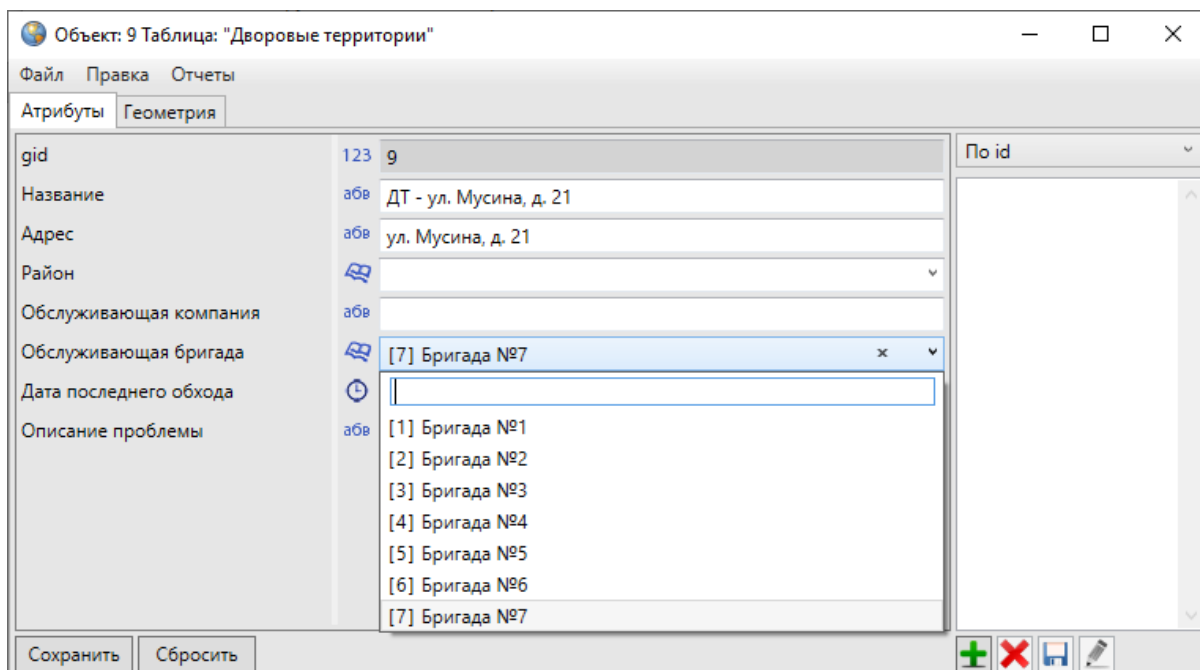 Объект: 9 Таблица: "Дворовые территории"
Файл Правка Отчеты
Атрибуты Геометрия
gid 123 9
По id
Название абв ДТ - ул. Мусина, д. 21
Адрес абв ул. Мусина, д. 21
Район
Обслуживающая компания абв
Обслуживающая бригада [7] Бригада №7
Дата последнего обхода
Описание проблемы абв
[1] Бригада №1
[2] Бригада №2
[3] Бригада №3
[4] Бригада №4
[5] Бригада №5
[6] Бригада №6
[7] Бригада №7
Сохранить Сбросить